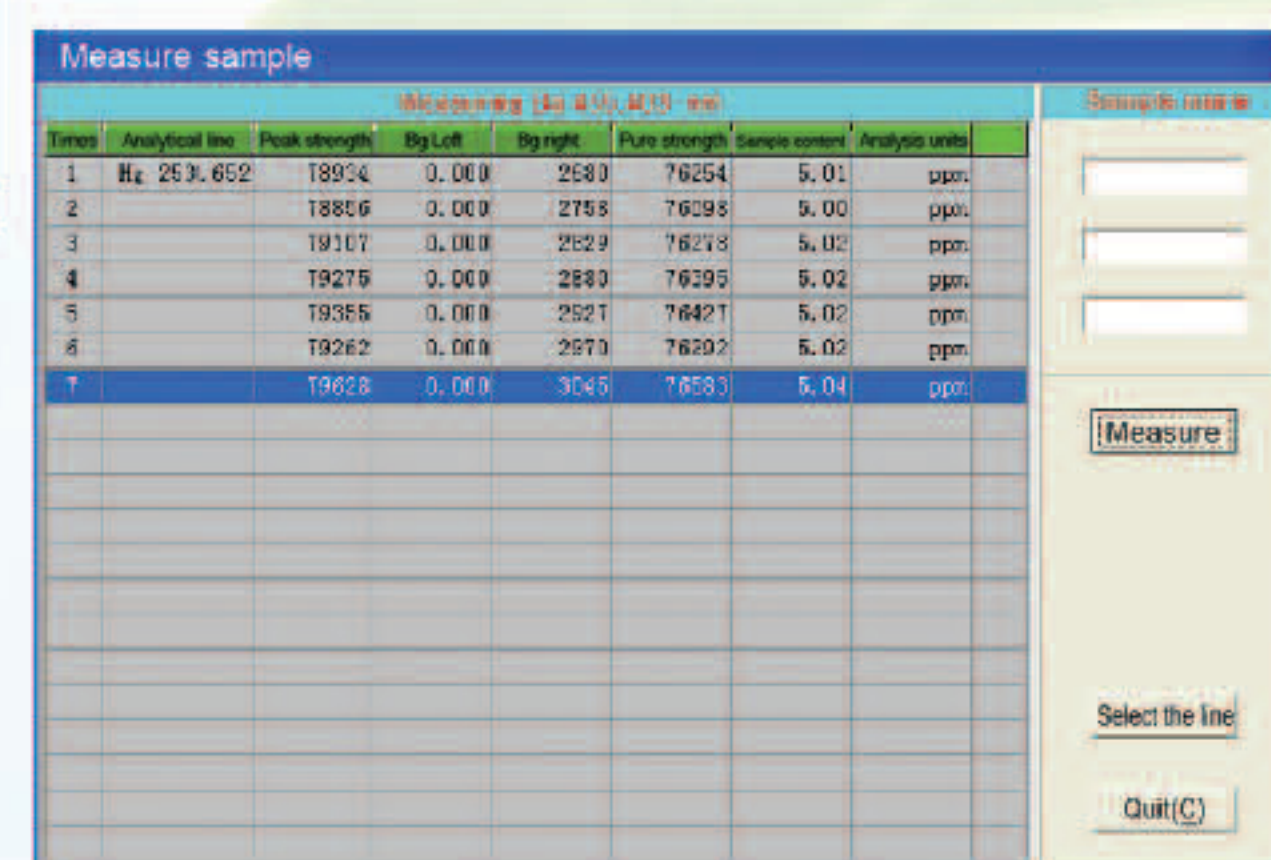 Measure sample
Measuring
Sample name
Times Analytical line Peak strength Bg Left Bg right Pure strength Sample content Analysis units
1 Hg 253.652 78934 0.000 2680 76254 5.01 ppm
2 78856 0.000 2758 76098 5.00 ppm
3 79107 0.000 2829 76278 5.02 ppm
4 79275 0.000 2880 76395 5.02 ppm
5 79355 0.000 2927 76427 5.02 ppm
6 79262 0.000 2970 76292 5.02 ppm
7 79628 0.000 3045 76583 5.04 ppm
Measure
Select the line
Quit(C)